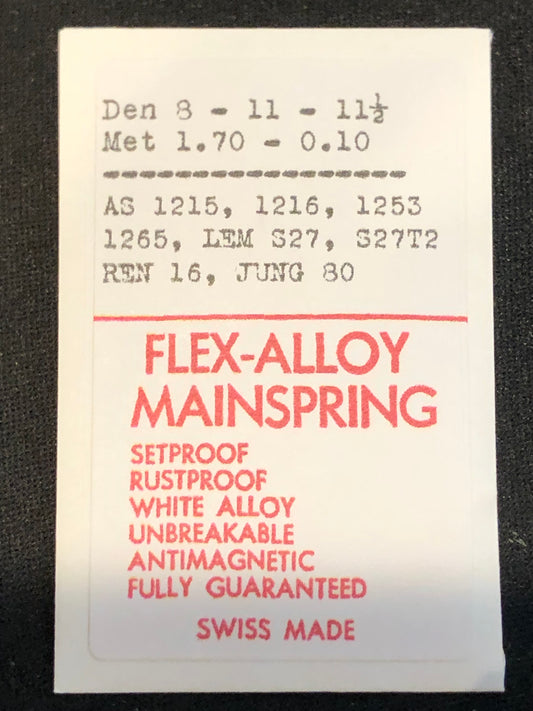 Den 8 - 11 - 11½
Met 1.70 - 0.10
------------------
AS 1215, 1216, 1253
1265, LEM S27, S27T2
REN 16, JUNG 80
FLEX-ALLOY
MAINSPRING
SETPROOF
RUSTPROOF
WHITE ALLOY
UNBREAKABLE
ANTIMAGNETIC
FULLY GUARANTEED
SWISS MADE